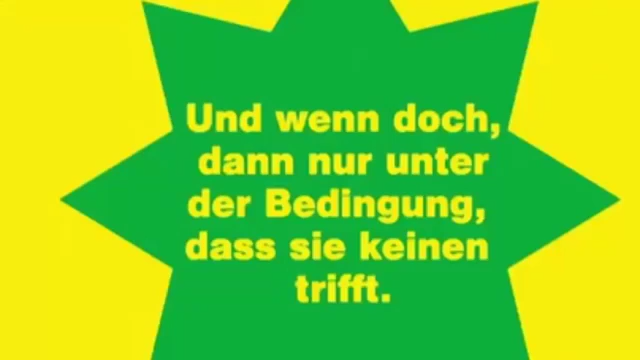 Und wenn doch,
dann nur unter
der Bedingung,
dass sie keinen
trifft.